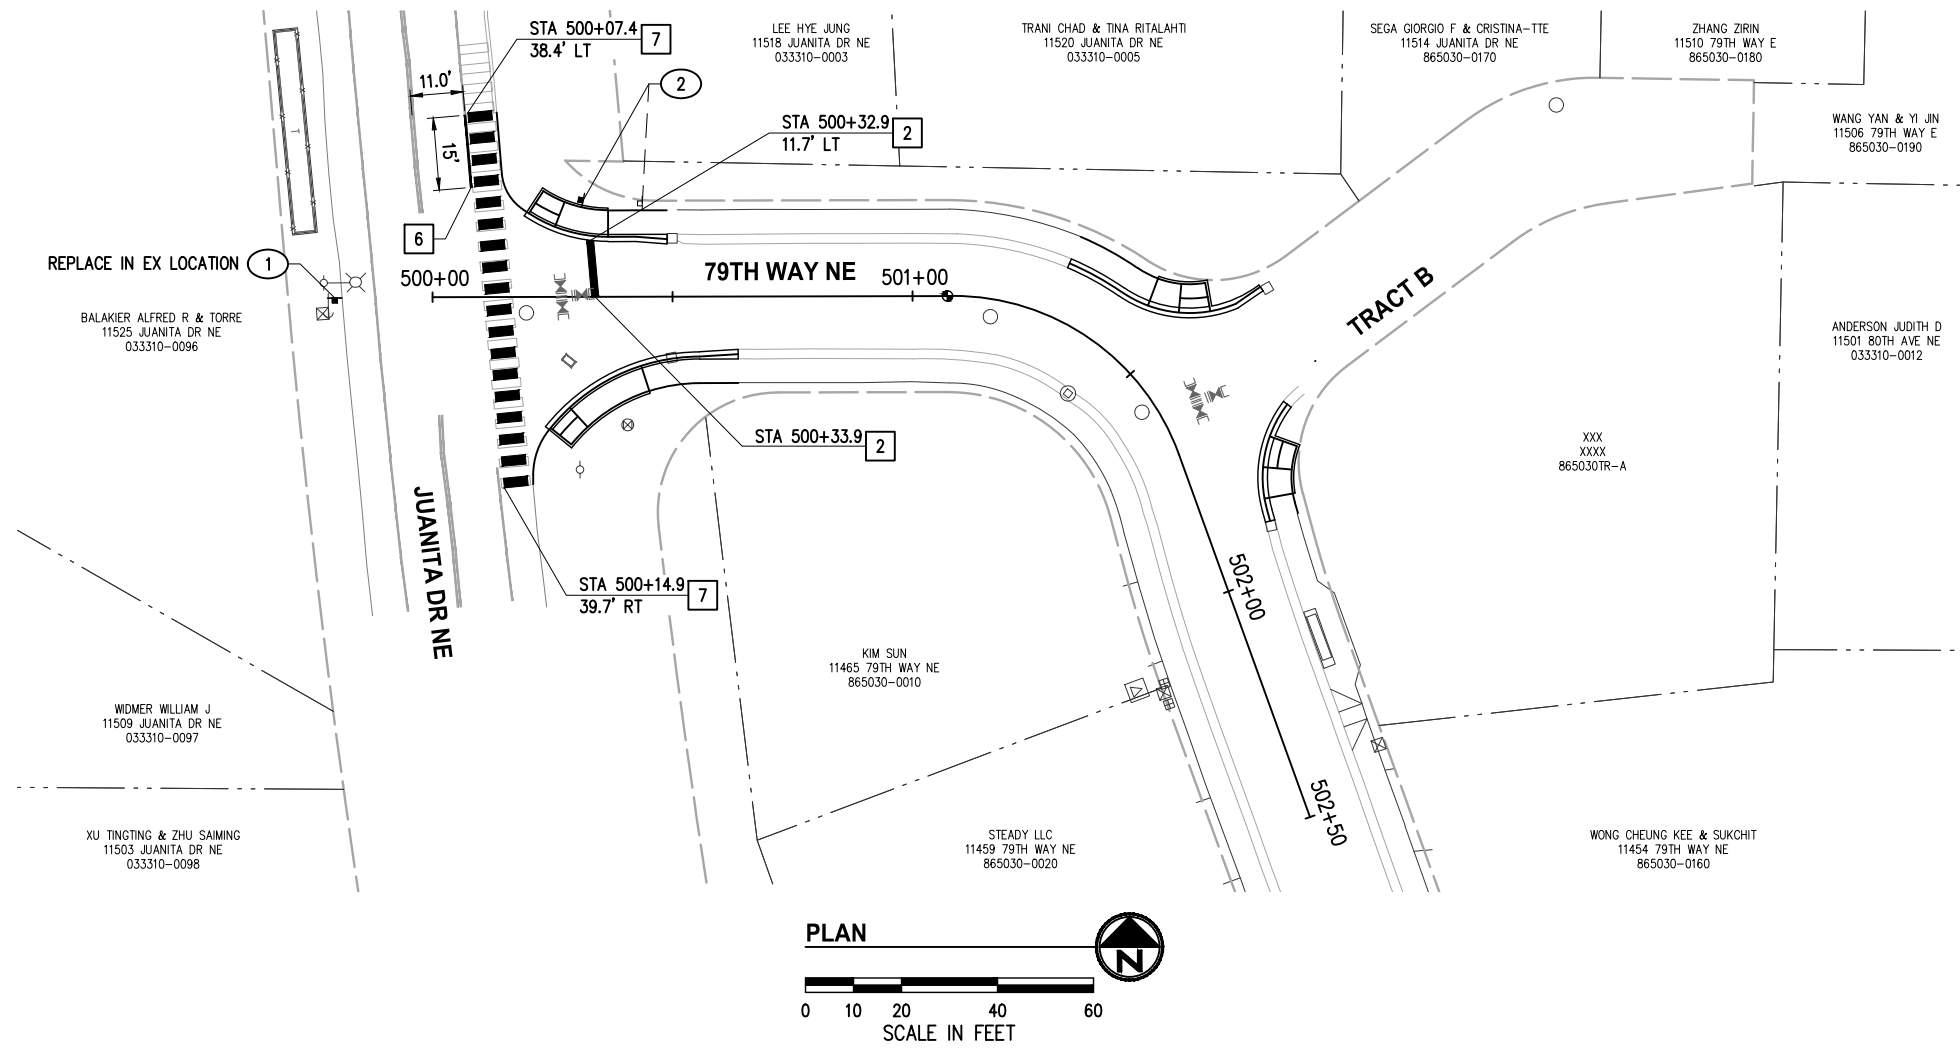 STA 500+07.4
38.4' LT
7
LEE HYE JUNG
11518 JUANITA DR NE
033310-0003
TRANI CHAD & TINA RITALAHTI
11520 JUANITA DR NE
033310-0005
SEGA GIORGIO F & CRISTINA-TTE
11514 JUANITA DR NE
865030-0170
ZHANG ZIRIN
11510 79TH WAY E
865030-0180
11.0'
2
T
15'
STA 500+32.9
11.7' LT
2
WANG YAN & YI JIN
11506 79TH WAY E
865030-0190
6
REPLACE IN EX LOCATION
1
500+00
79TH WAY NE
501+00
TRACT B
BALAKIER ALFRED R & TORRE
11525 JUANITA DR NE
033310-0096
ANDERSON JUDITH D
11501 80TH AVE NE
033310-0012
STA 500+33.9
2
XXX
XXXX
865030TR-A
JUANITA DR NE
STA 500+14.9
39.7' RT
7
502+00
KIM SUN
11465 79TH WAY NE
865030-0010
WIDMER WILLIAM J
11509 JUANITA DR NE
033310-0097
502+50
XU TINGTING & ZHU SAIMING
11503 JUANITA DR NE
033310-0098
STEADY LLC
11459 79TH WAY NE
865030-0020
WONG CHEUNG KEE & SUKCHIT
11454 79TH WAY NE
865030-0160
PLAN
N
0 10 20 40 60
SCALE IN FEET